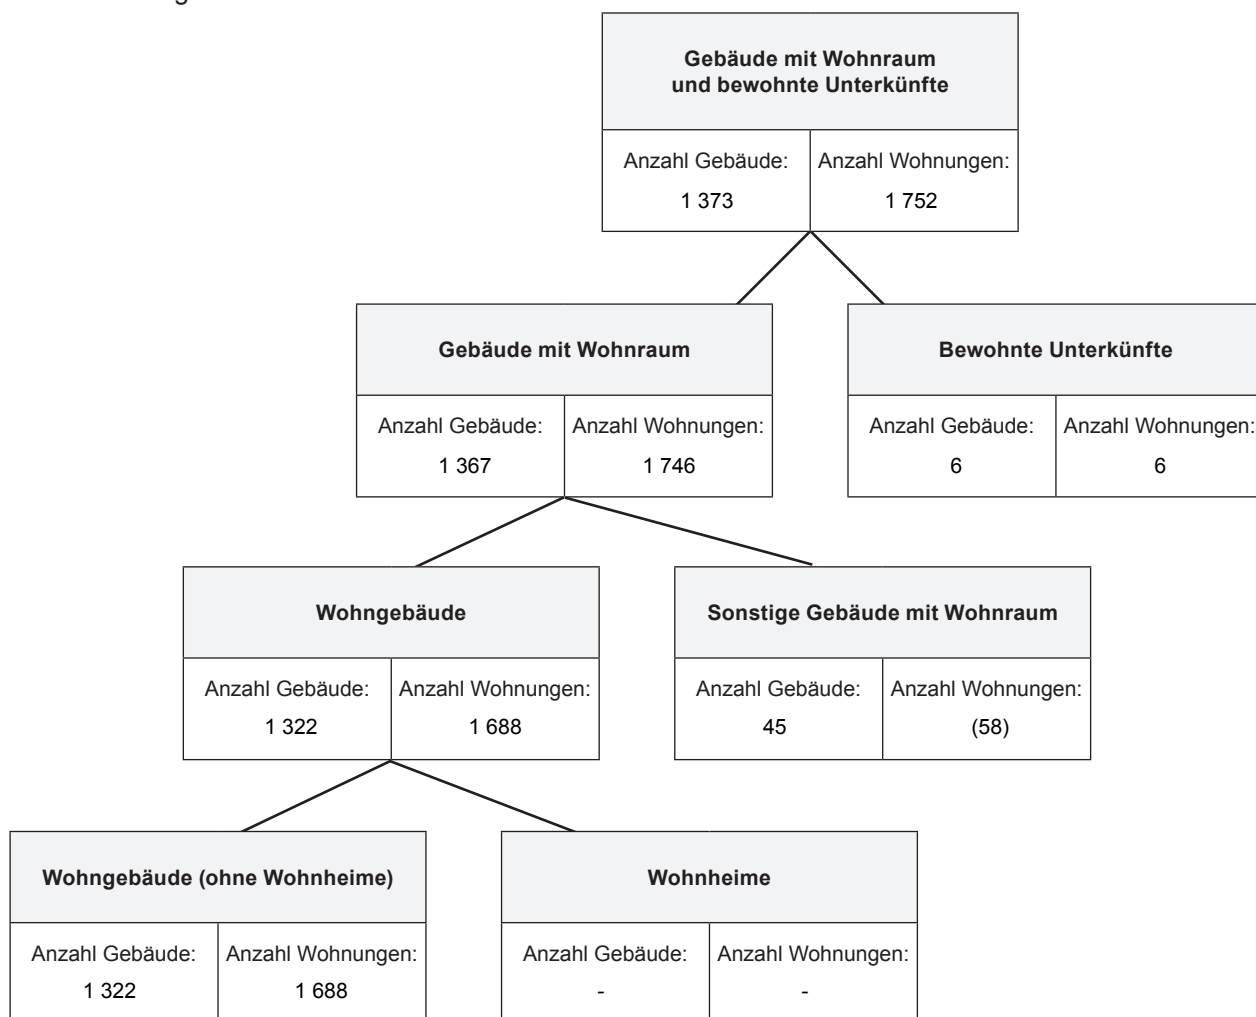 Gebäude mit Wohnraum
und bewohnte Unterkünfte
Anzahl Gebäude:
1 373
Anzahl Wohnungen:
1 752
Gebäude mit Wohnraum
Anzahl Gebäude:
1 367
Anzahl Wohnungen:
1 746
Bewohnte Unterkünfte
Anzahl Gebäude:
6
Anzahl Wohnungen:
6
Wohngebäude
Anzahl Gebäude:
1 322
Anzahl Wohnungen:
1 688
Sonstige Gebäude mit Wohnraum
Anzahl Gebäude:
45
Anzahl Wohnungen:
(58)
Wohngebäude (ohne Wohnheime)
Anzahl Gebäude:
1 322
Anzahl Wohnungen:
1 688
Wohnheime
Anzahl Gebäude:
-
Anzahl Wohnungen:
-